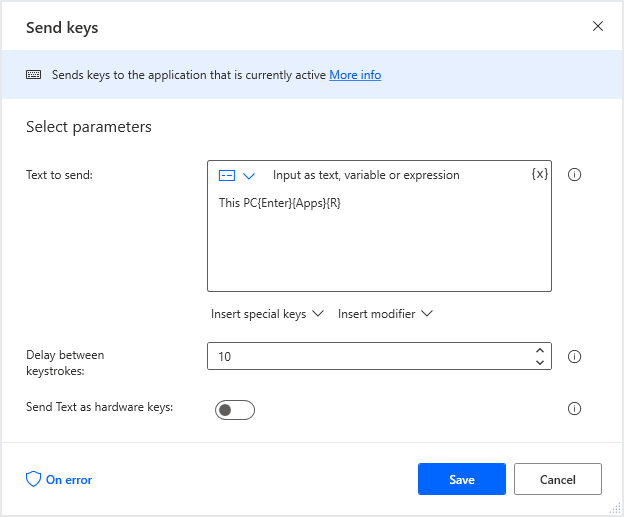 Send keys
Sends keys to the application that is currently active More info
Select parameters
Text to send:
Input as text, variable or expression
{x}
This PC{Enter}{Apps}{R}
Insert special keys
Insert modifier
Delay between
keystrokes:
10
Send Text as hardware keys:
On error
Save
Cancel